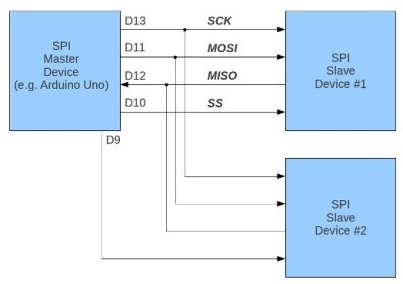 SPI
Master
Device
(e.g. Arduino Uno)
D13
SCK
D11
MOSI
D12
MISO
D10
SS
D9
SPI
Slave
Device #1
SPI
Slave
Device #2